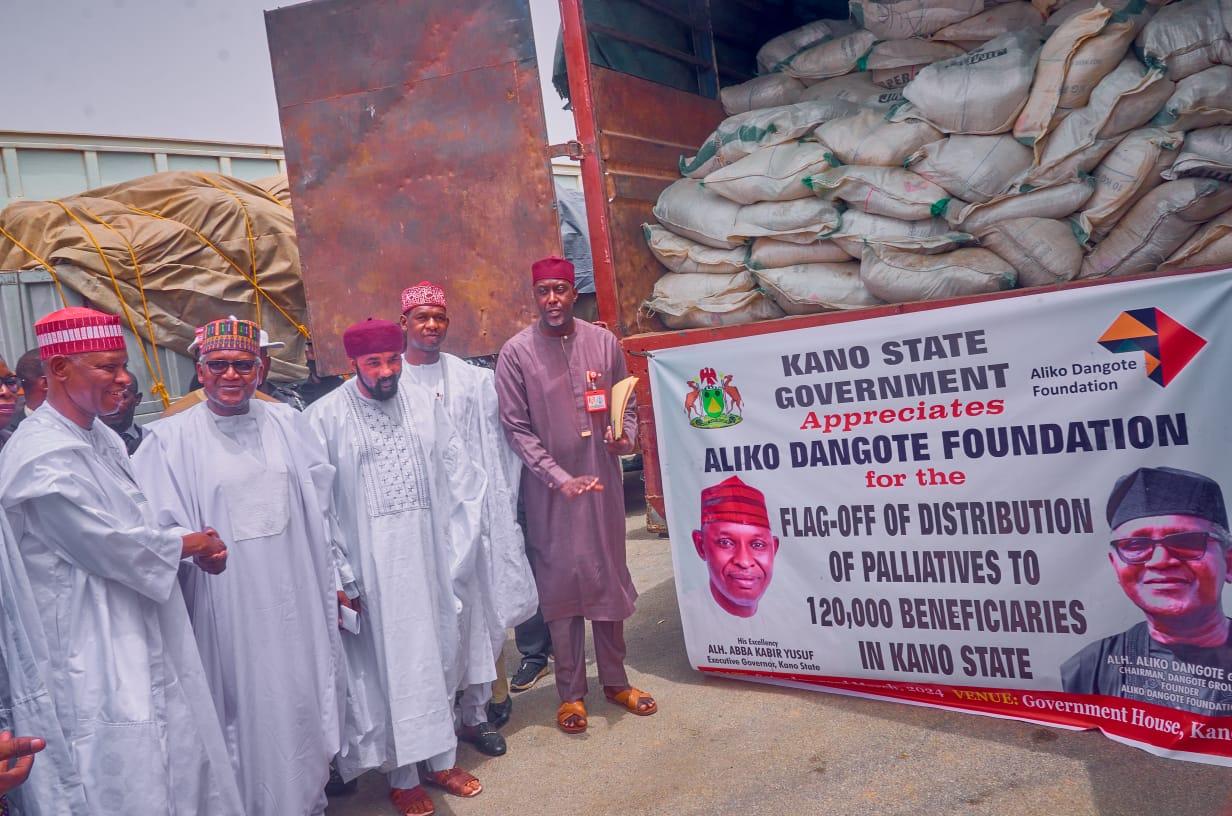 KANO STATE
GOVERNMENT
Appreciates
Aliko Dangote
Foundation
ALIKO DANGOTE FOUNDATION
for the
FLAG-OFF OF DISTRIBUTION
OF PALLIATIVES TO
120,000 BENEFICIARIES
IN KANO STATE
His Excellency
ALH. ABBA KABIR YUSUF
Executive Governor, Kano State
ALH. ALIKO DANGOTE
CHAIRMAN, DANGOTE
FOUNDER
ALIKO DANGOTE
March, 2024 VENUE: Government House,